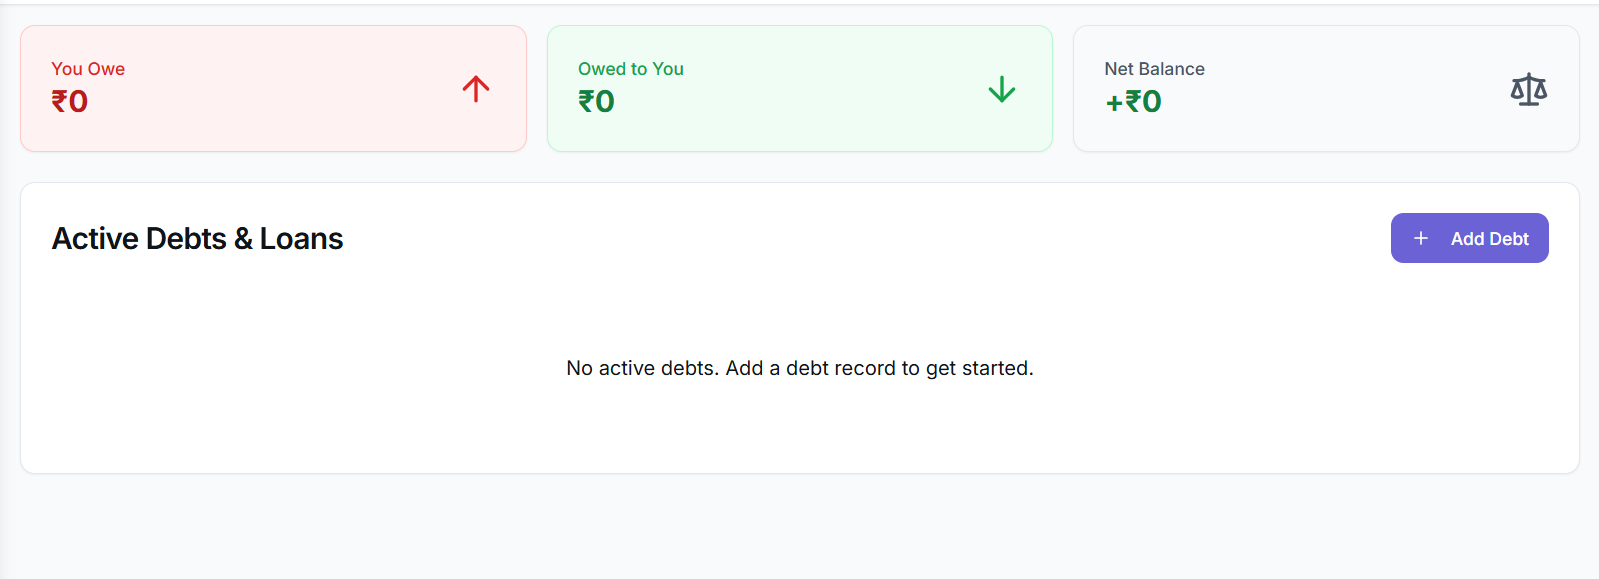 You Owe
₹0
Owed to You
₹0
Net Balance
+₹0
Active Debts & Loans
+ Add Debt
No active debts. Add a debt record to get started.